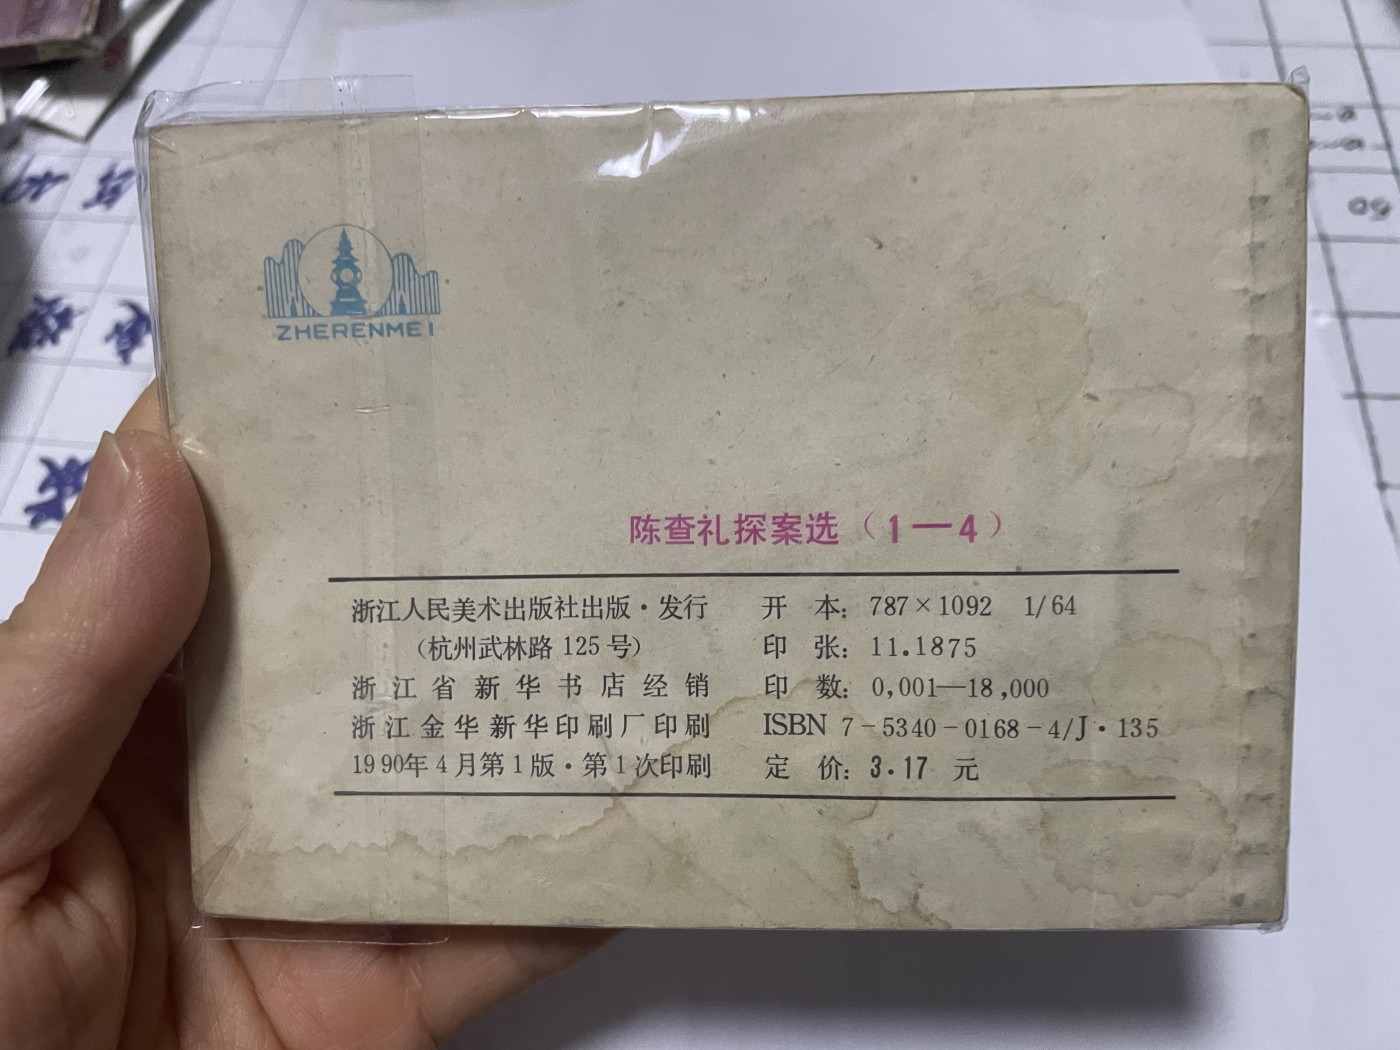 ZHERENMEI
陈查礼探案选（1—4）
浙江人民美术出版社出版·发行
（杭州武林路 125 号）
浙江省新华书店经销
浙江金华新华印刷厂印刷
1990年4月第1版·第1次印刷
开 本：787×1092 1/64
印 张：11.1875
印 数：0,001—18,000
ISBN 7-5340-0168-4/J·135
定 价：3.17 元
60